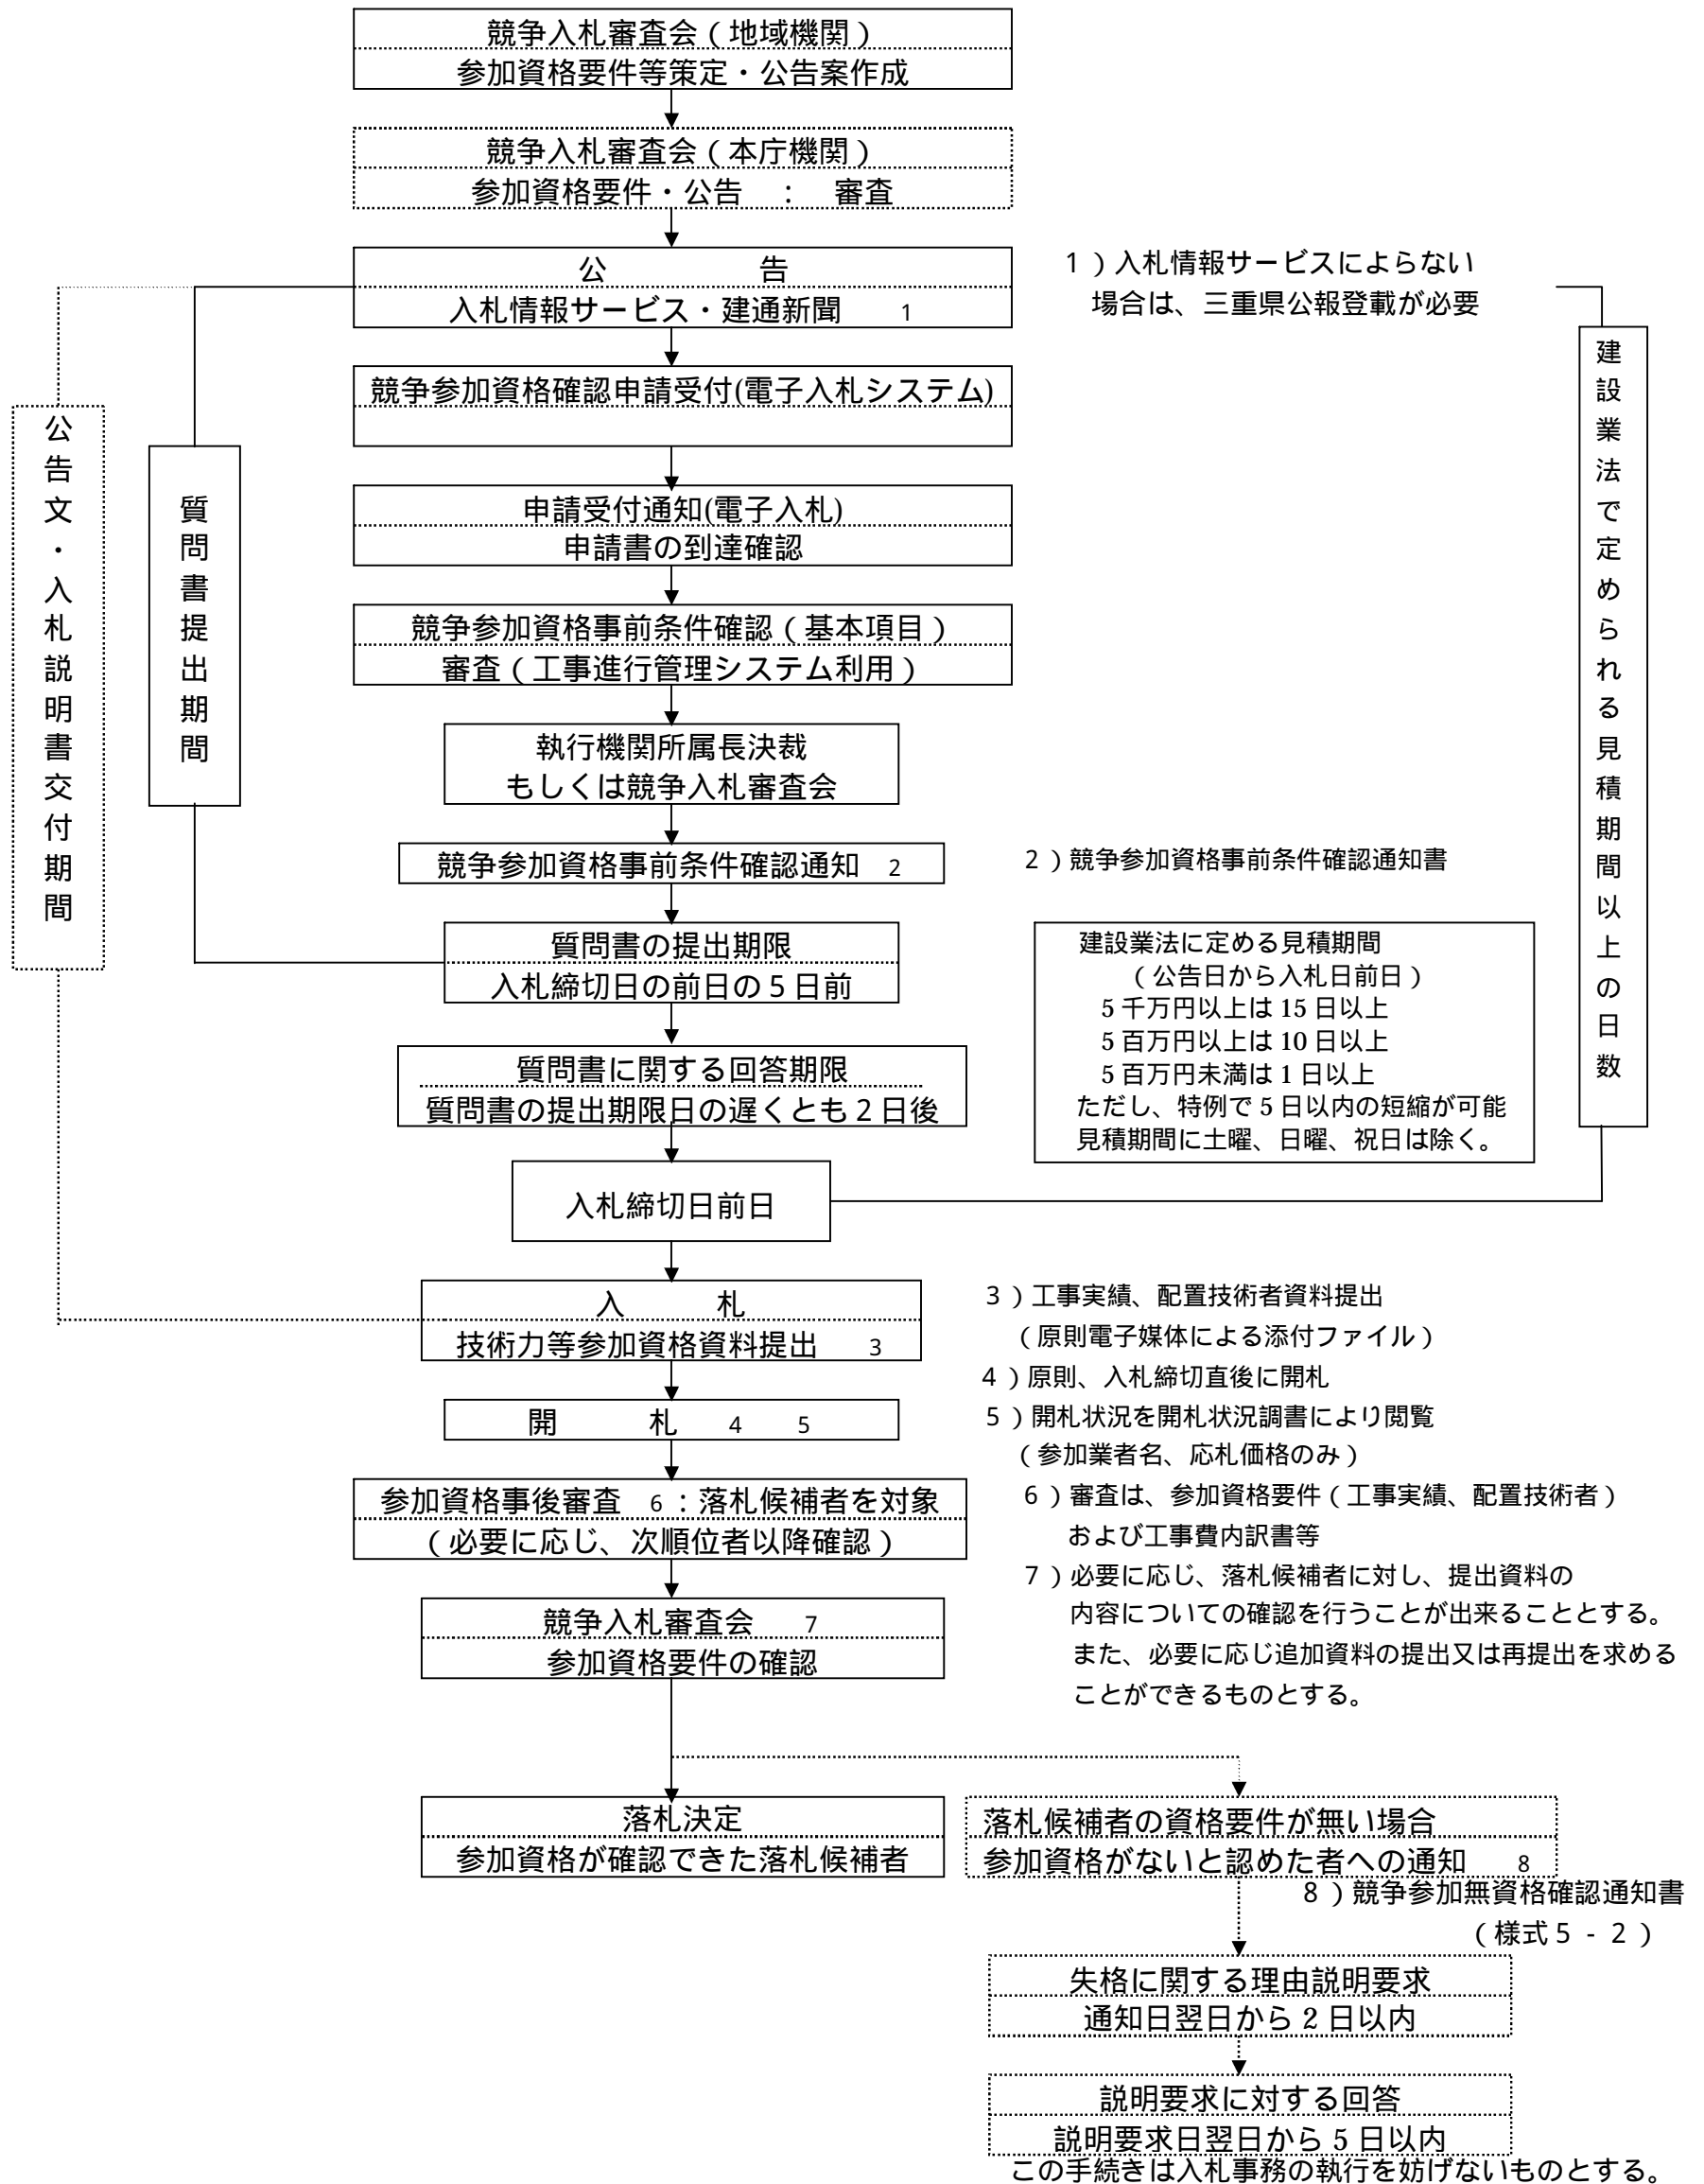 競争入札審査会（地域機関）
参加資格要件等策定・公告案作成
競争入札審査会（本庁機関）
参加資格要件・公告　：　審査
公　　　　　告
入札情報サービス・建通新聞　　1
1）入札情報サービスによらない
場合は、三重県公報登載が必要
競争参加資格確認申請受付(電子入札システム)
申請受付通知(電子入札)
申請書の到達確認
競争参加資格事前条件確認（基本項目）
審査（工事進行管理システム利用）
執行機関所属長決裁
もしくは競争入札審査会
競争参加資格事前条件確認通知　2
2）競争参加資格事前条件確認通知書
質問書の提出期限
入札締切日の前日の5日前
質問書に関する回答期限
質問書の提出期限日の遅くとも2日後
入札締切日前日
公告文・入札説明書交付期間
質問書提出期間
建設業法で定められる見積期間以上の日数
建設業法に定める見積期間
（公告日から入札日前日）
5千万円以上は15日以上
5百万円以上は10日以上
5百万円未満は1日以上
ただし、特例で5日以内の短縮が可能
見積期間に土曜、日曜、祝日は除く。
入　　　札
技術力等参加資格資料提出　　3
3）工事実績、配置技術者資料提出
（原則電子媒体による添付ファイル）
開　　　札　　4　　5
4）原則、入札締切直後に開札
5）開札状況を開札状況調書により閲覧
（参加業者名、応札価格のみ）
参加資格事後審査　6：落札候補者を対象
（必要に応じ、次順位者以降確認）
6）審査は、参加資格要件（工事実績、配置技術者）
および工事費内訳書等
競争入札審査会　　7
参加資格要件の確認
7）必要に応じ、落札候補者に対し、提出資料の
内容についての確認を行うことが出来ることとする。
また、必要に応じ追加資料の提出又は再提出を求める
ことができるものとする。
落札決定
参加資格が確認できた落札候補者
落札候補者の資格要件が無い場合
参加資格がないと認めた者への通知　8
8）競争参加無資格確認通知書
（様式5-2）
失格に関する理由説明要求
通知日翌日から2日以内
説明要求に対する回答
説明要求日翌日から5日以内
この手続きは入札事務の執行を妨げないものとする。